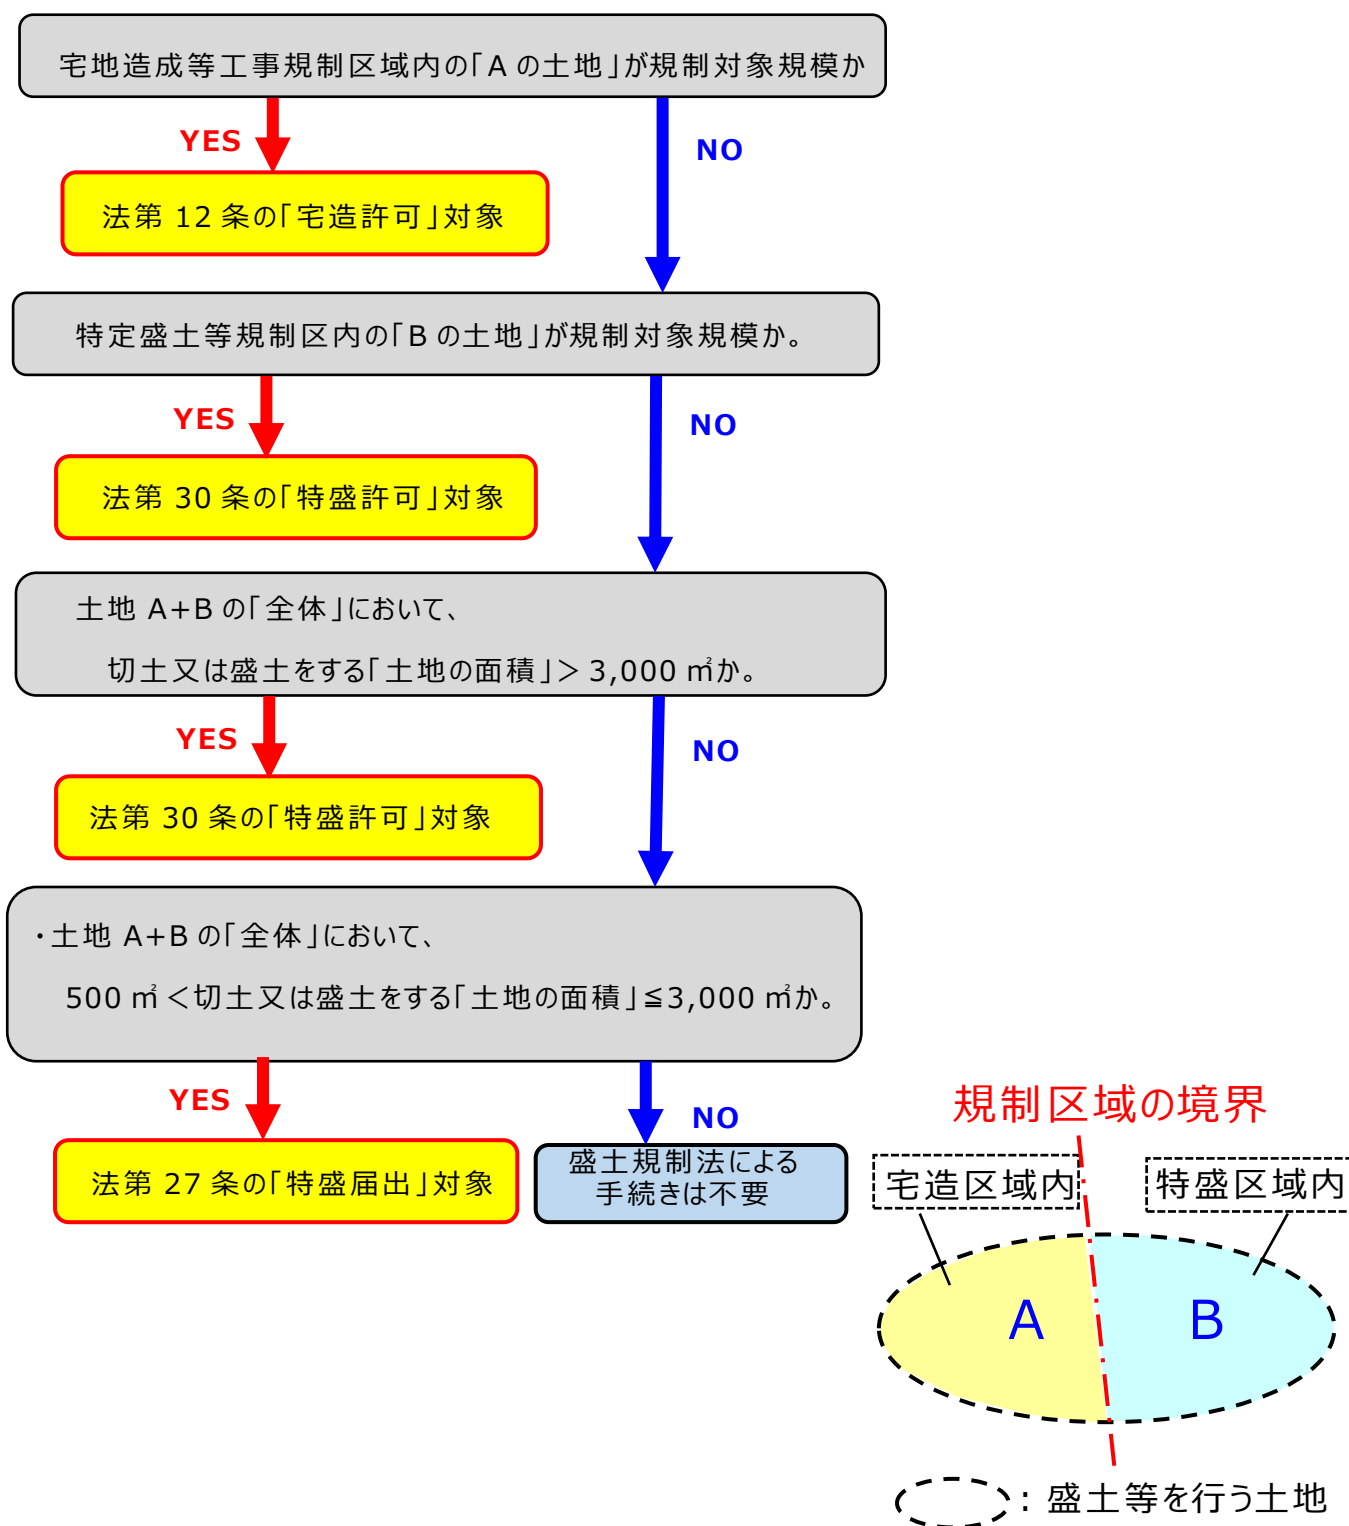 宅地造成等工事規制区域内の「Aの土地」が規制対象規模か
YES
NO
法第 12 条の「宅造許可」対象
特定盛土等規制区内の「Bの土地」が規制対象規模か。
YES
NO
法第 30 条の「特盛許可」対象
土地 A+B の「全体」において、
切土又は盛土をする「土地の面積」＞ 3,000 ㎡か。
YES
NO
法第 30 条の「特盛許可」対象
・土地 A+B の「全体」において、
500 ㎡＜切土又は盛土をする「土地の面積」≦3,000 ㎡か。
YES
NO
法第 27 条の「特盛届出」対象
盛土規制法による
手続きは不要
規制区域の境界
宅造区域内
特盛区域内
A
B
： 盛土等を行う土地